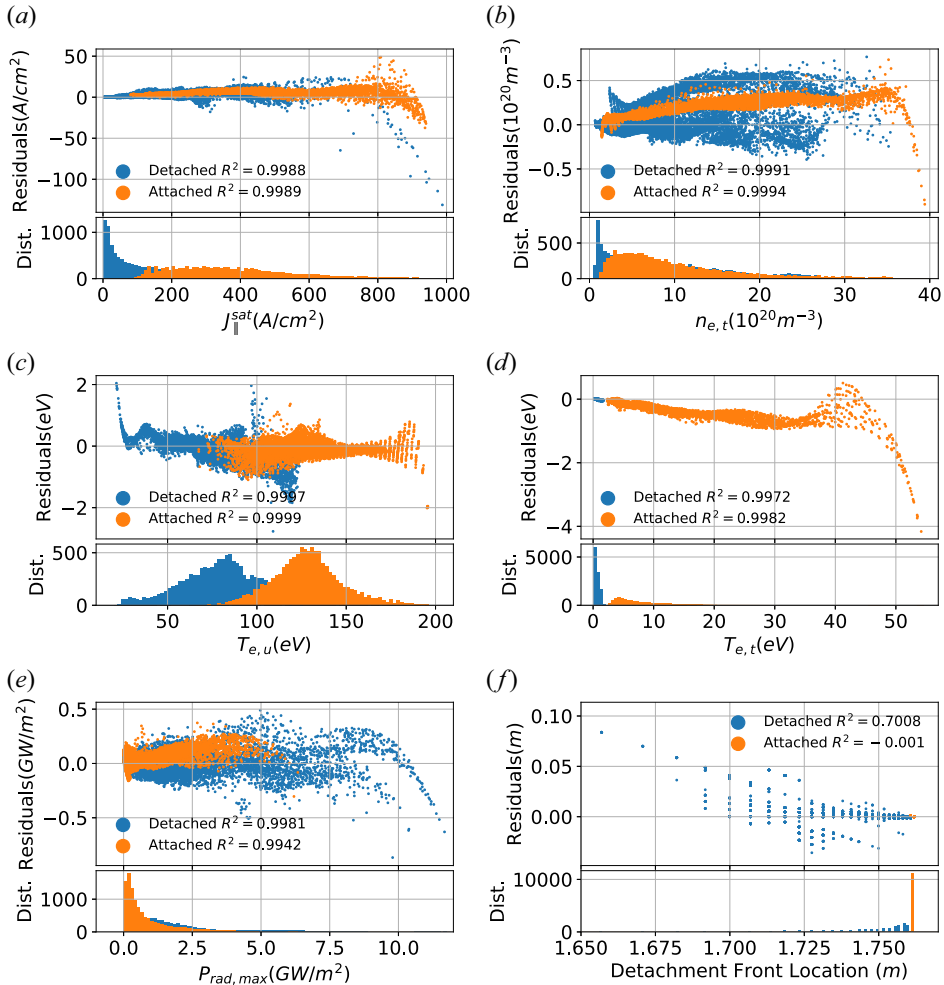 (a)
50
0
−50
−100
Residuals(A/cm²)
Detached R² = 0.9988
Attached R² = 0.9989
1000
0
Dist.
0 200 400 600 800 1000
J∥^sat(A/cm²)
(b)
0.5
0.0
−0.5
Residuals(10²⁰m⁻³)
Detached R² = 0.9991
Attached R² = 0.9994
500
0
Dist.
0 10 20 30 40
n_e,t(10²⁰m⁻³)
(c)
2
0
−2
Residuals(eV)
Detached R² = 0.9997
Attached R² = 0.9999
500
0
Dist.
50 100 150 200
T_e,u(eV)
(d)
0
−2
−4
Residuals(eV)
Detached R² = 0.9972
Attached R² = 0.9982
5000
0
Dist.
0 10 20 30 40 50
T_e,t(eV)
(e)
0.5
0.0
−0.5
Residuals(GW/m²)
Detached R² = 0.9981
Attached R² = 0.9942
1000
0
Dist.
0.0 2.5 5.0 7.5 10.0
P_rad,max(GW/m²)
(f)
0.10
0.05
0.00
Residuals(m)
Detached R² = 0.7008
Attached R² = −0.001
10000
0
Dist.
1.650 1.675 1.700 1.725 1.750
Detachment Front Location (m)